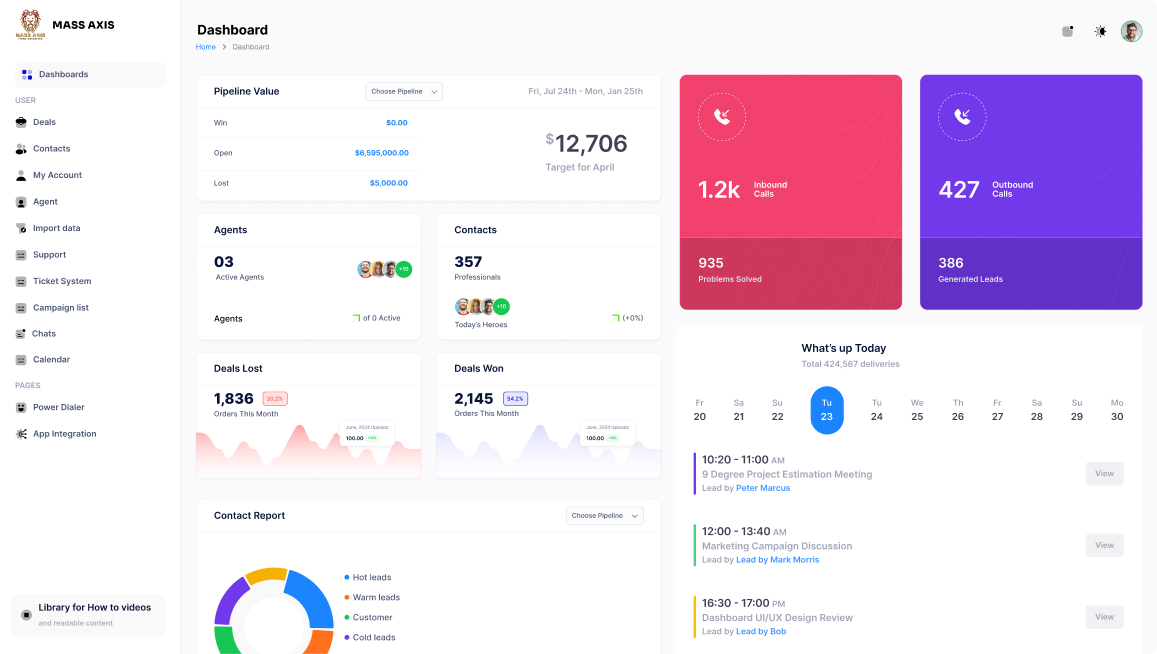 MASS AXIS
MASS AXIS
Dashboards
USER
Deals
Contacts
My Account
Agent
Import data
Support
Ticket System
Campaign list
Chats
Calendar
PAGES
Power Dialer
App Integration
Library for How to videos
and readable content
Dashboard
Home > Dashboard
Pipeline Value
Choose Pipeline
Fri, Jul 24th - Mon, Jan 25th
Win $0.00
Open $6,595,000.00
Lost $5,000.00
$12,706
Target for April
Agents
03
Active Agents
+10
Agents
of 0 Active
Contacts
357
Professionals
+10
Today's Heroes
(+0%)
Deals Lost
1,836 20.2%
Orders This Month
June, 2024 Uploads
100.00 +15%
Deals Won
2,145 54.2%
Orders This Month
June, 2024 Uploads
100.00 +15%
Contact Report
Choose Pipeline
Hot leads
Warm leads
Customer
Cold leads
1.2k
Inbound
Calls
935
Problems Solved
427
Outbound
Calls
386
Generated Leads
What's up Today
Total 424,567 deliveries
Fr Sa Su Tu Tu We Th Fr Sa Su Mo
20 21 22 23 24 25 26 27 28 29 30
10:20 - 11:00 AM
9 Degree Project Estimation Meeting
Lead by Peter Marcus
View
12:00 - 13:40 AM
Marketing Campaign Discussion
Lead by Lead by Mark Morris
View
16:30 - 17:00 PM
Dashboard UI/UX Design Review
Lead by Lead by Bob
View